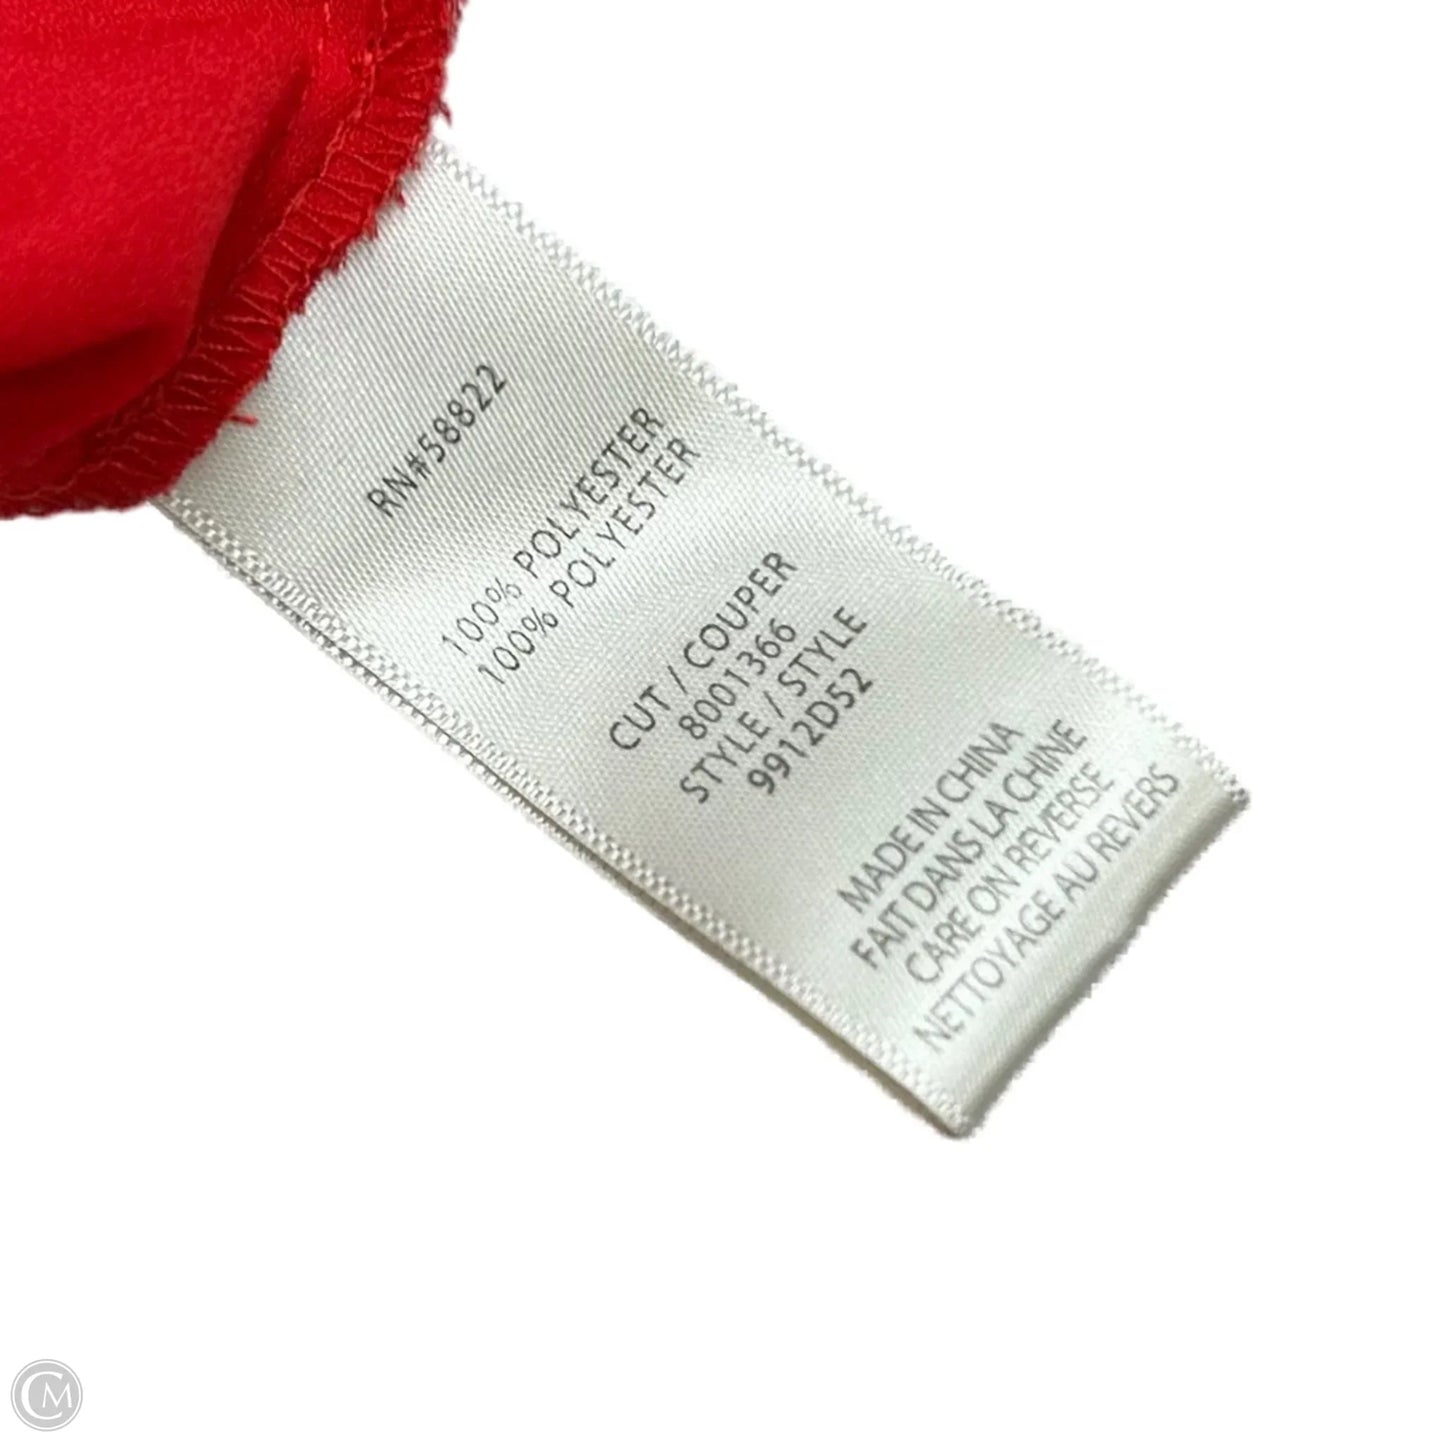 RN#58822
100% POLYESTER
100% POLYESTER
CUT / COUPER
8001366
STYLE / STYLE
9912D52
MADE IN CHINA
FAIT DANS LA CHINE
CARE ON REVERSE
NETTOYAGE AU REVERS
CM